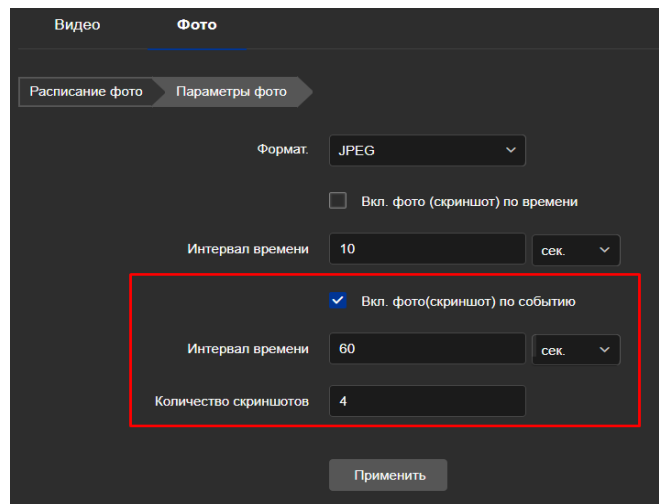 Видео Фото
Расписание фото Параметры фото
Формат. JPEG
Вкл. фото (скриншот) по времени
Интервал времени 10 сек.
Вкл. фото(скриншот) по событию
Интервал времени 60 сек.
Количество скриншотов 4
Применить